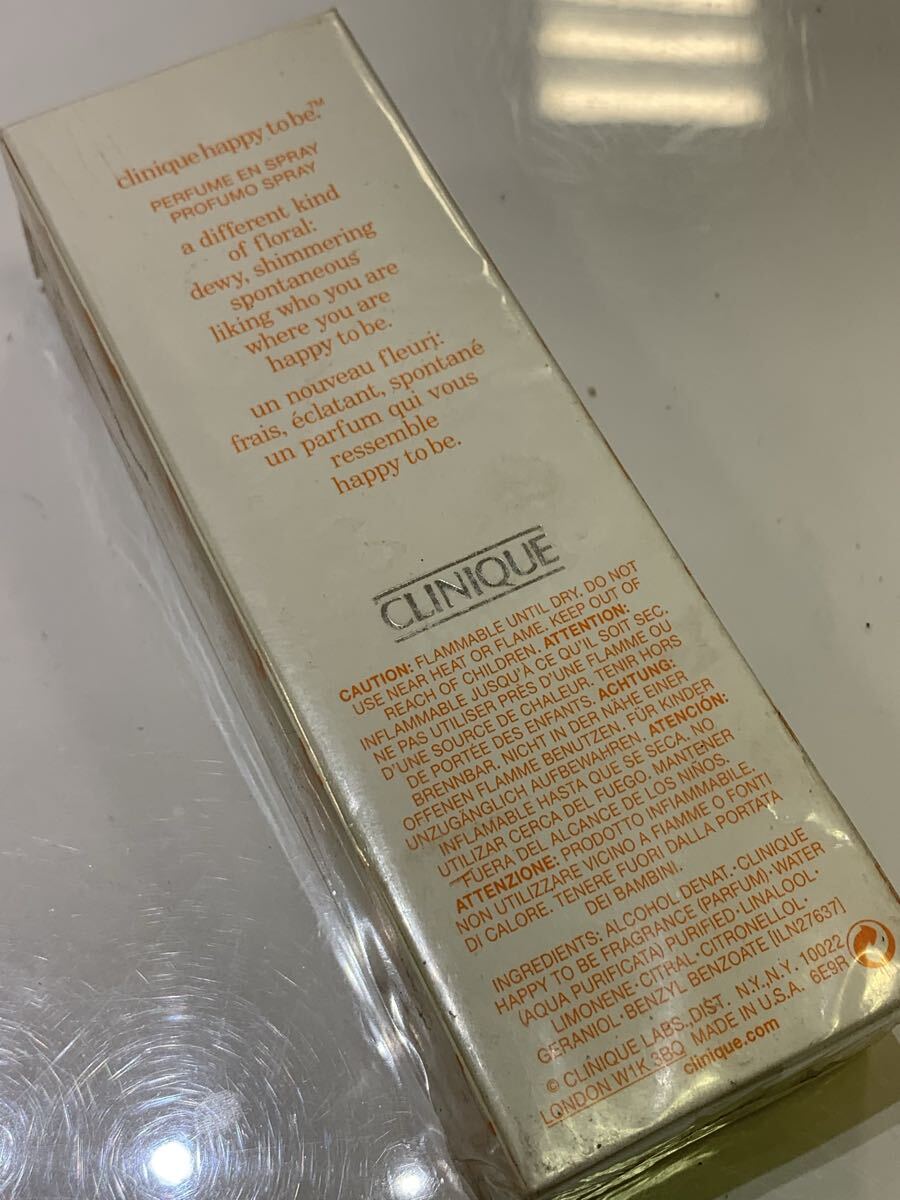 clinique happy to be.™
PERFUME EN SPRAY
PROFUMO SPRAY
a different kind
of floral:
dewy, shimmering
spontaneous
liking who you are
where you are
happy to be.
un nouveau fleuri:
frais, éclatant, spontané
un parfum qui vous
ressemble
happy to be.
CLINIQUE
CAUTION: FLAMMABLE UNTIL DRY. DO NOT
USE NEAR HEAT OR FLAME. KEEP OUT OF
REACH OF CHILDREN. ATTENTION:
INFLAMMABLE JUSQU'À CE QU'IL SOIT SEC.
NE PAS UTILISER PRÈS D'UNE FLAMME OU
D'UNE SOURCE DE CHALEUR. TENIR HORS
DE PORTÉE DES ENFANTS. ACHTUNG:
BRENNBAR. NICHT IN DER NÄHE EINER
OFFENEN FLAMME BENUTZEN. FÜR KINDER
UNZUGÄNGLICH AUFBEWAHREN. ATENCIÓN:
INFLAMABLE HASTA QUE SE SECA. NO
UTILIZAR CERCA DEL FUEGO. MANTENER
FUERA DEL ALCANCE DE LOS NIÑOS.
ATTENZIONE: PRODOTTO INFIAMMABILE,
NON UTILIZZARE VICINO A FIAMME O FONTI
DI CALORE. TENERE FUORI DALLA PORTATA
DEI BAMBINI.
INGREDIENTS: ALCOHOL DENAT.·CLINIQUE
HAPPY TO BE FRAGRANCE (PARFUM)·WATER
(AQUA PURIFICATA) PURIFIED·LINALOOL·
LIMONENE·CITRAL·CITRONELLOL·
GERANIOL·BENZYL BENZOATE [ILN27637]
© CLINIQUE LABS.,DIST. N.Y.,N.Y. 10022
LONDON W1K 3BQ MADE IN U.S.A. 6E9R
clinique.com